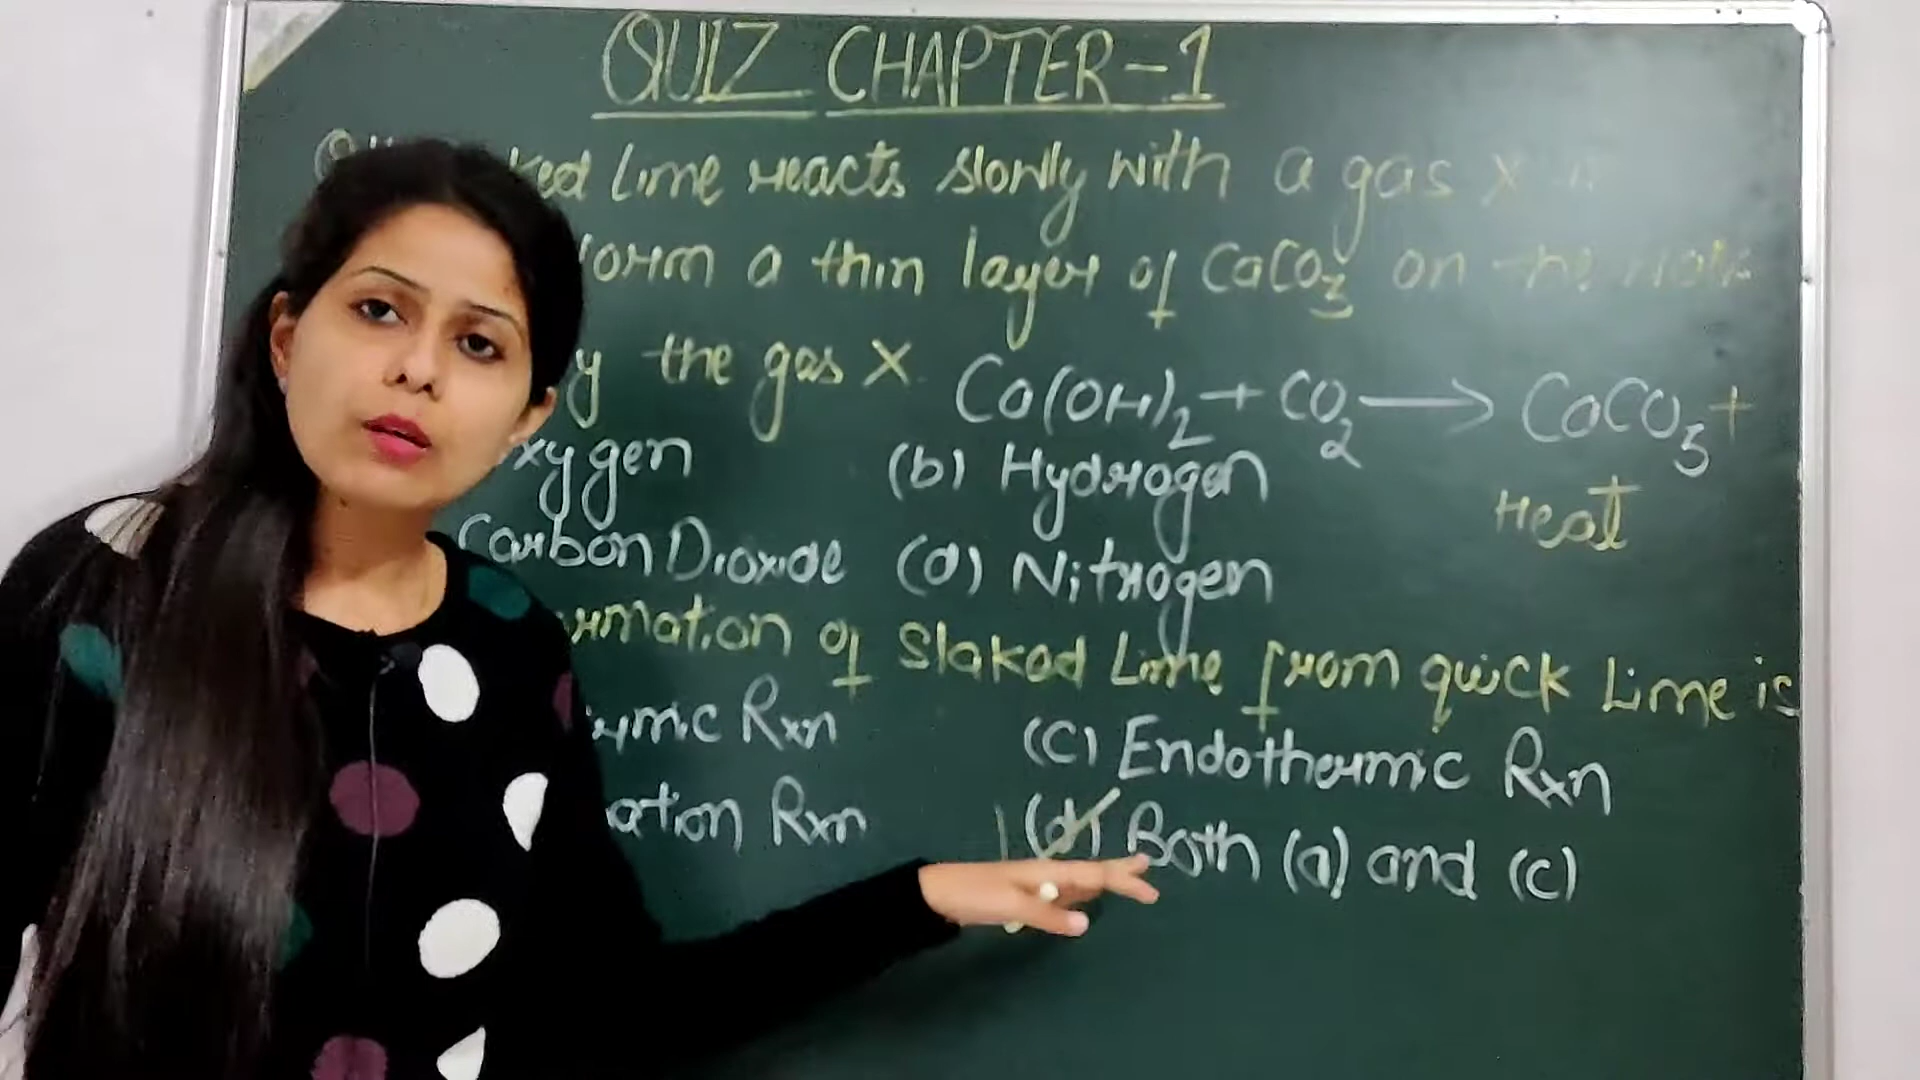 QUIZ CHAPTER-1
Lime reacts slowly with a gas X
form a thin layer of CaCO3 on the
the gas X
Ca(OH)2 + CO2 → CaCO3 +
Heat
xygen (b) Hydrogen
Carbon Dioxide (d) Nitrogen
rmation of Slaked Lime from quick Lime is
rmic Rxn (c) Endothermic Rxn
ation Rxn (d) Both (a) and (c)